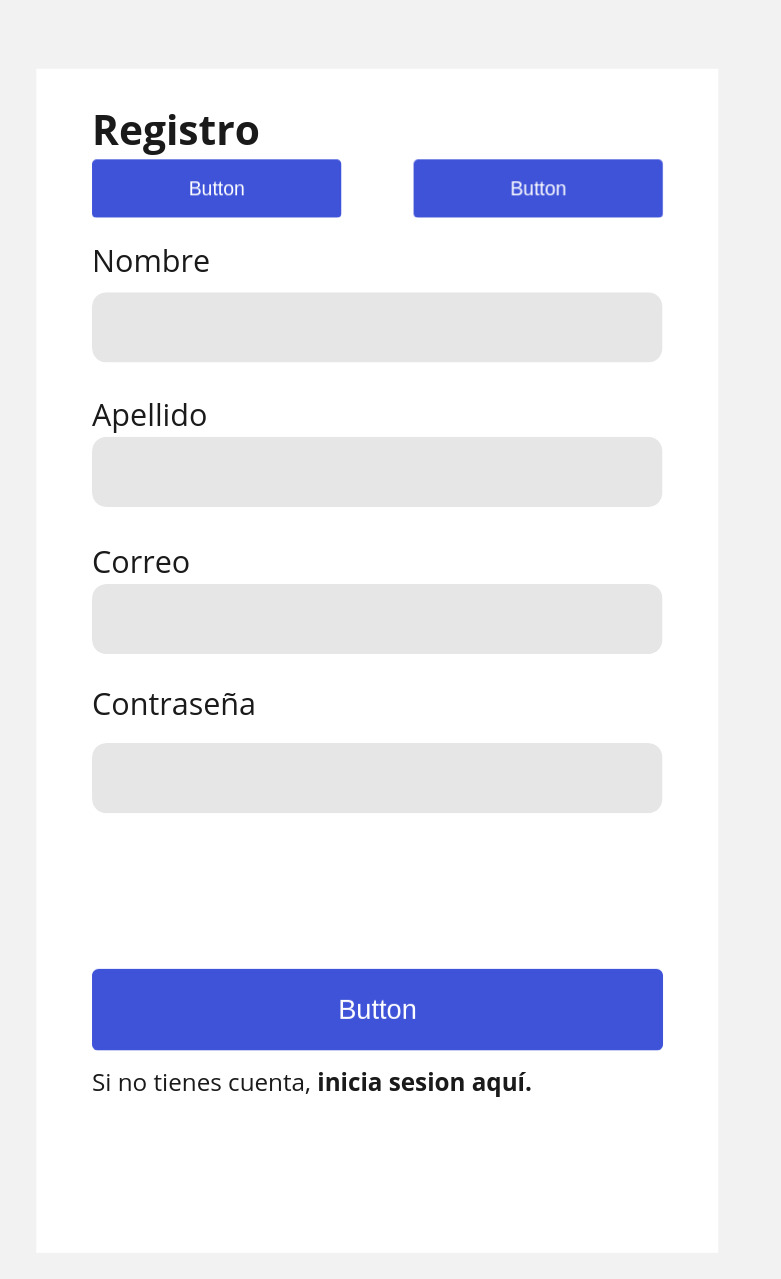 Registro
Button Button
Nombre
Apellido
Correo
Contraseña
Button
Si no tienes cuenta, inicia sesion aquí.